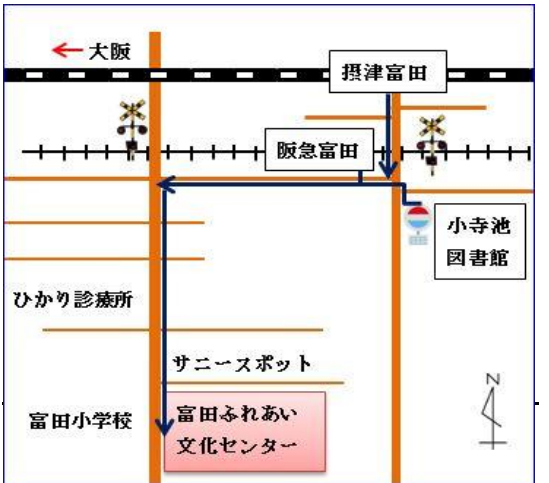 大阪
摂津富田
阪急富田
小寺池
図書館
ひかり診療所
サニースポット
富田小学校
富田ふれあい
文化センター
N